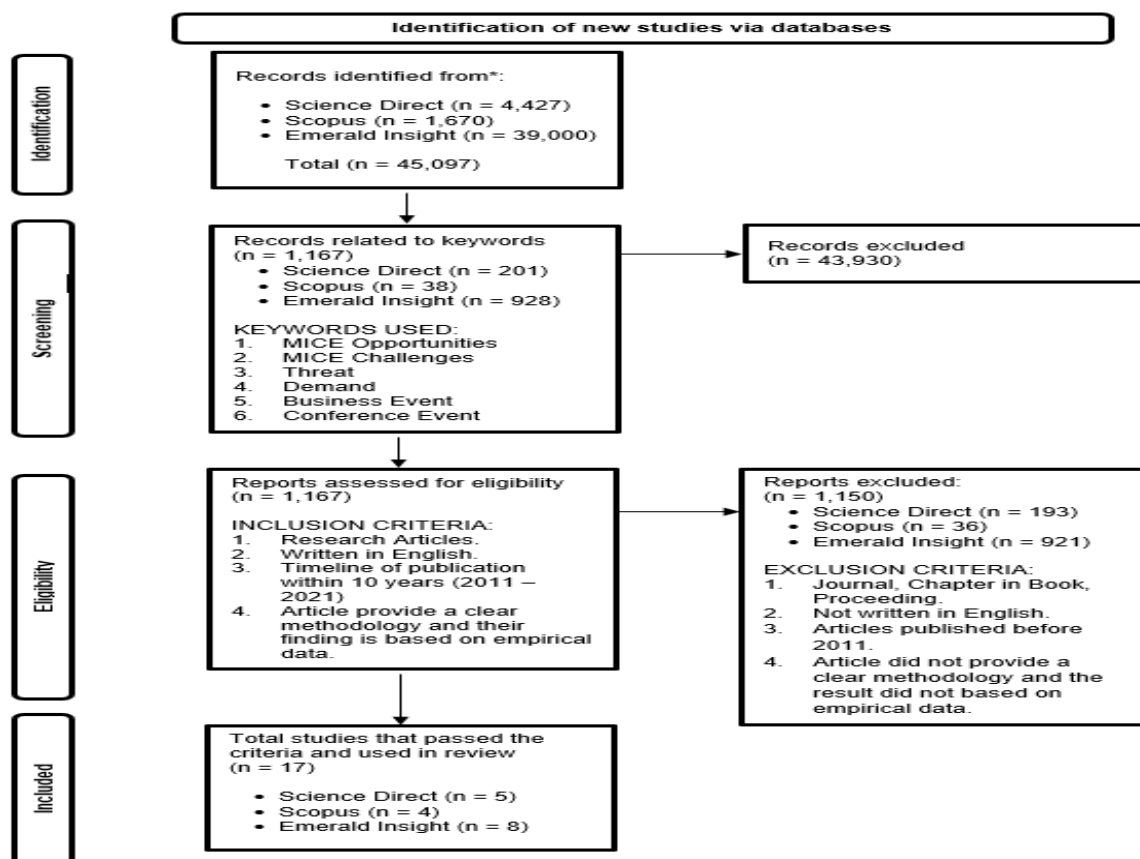 Identification of new studies via databases
Identification
Records identified from*:
• Science Direct (n = 4,427)
• Scopus (n = 1,670)
• Emerald Insight (n = 39,000)
Total (n = 45,097)
Screening
Records related to keywords
(n = 1,167)
• Science Direct (n = 201)
• Scopus (n = 38)
• Emerald Insight (n = 928)
KEYWORDS USED:
1. MICE Opportunities
2. MICE Challenges
3. Threat
4. Demand
5. Business Event
6. Conference Event
Records excluded
(n = 43,930)
Eligibility
Reports assessed for eligibility
(n = 1,167)
INCLUSION CRITERIA:
1. Research Articles.
2. Written in English.
3. Timeline of publication
within 10 years (2011 –
2021)
4. Article provide a clear
methodology and their
finding is based on empirical
data.
Reports excluded:
(n = 1,150)
• Science Direct (n = 193)
• Scopus (n = 36)
• Emerald Insight (n = 921)
EXCLUSION CRITERIA:
1. Journal, Chapter in Book,
Proceeding.
2. Not written in English.
3. Articles published before
2011.
4. Article did not provide a
clear methodology and the
result did not based on
empirical data.
Included
Total studies that passed the
criteria and used in review
(n = 17)
• Science Direct (n = 5)
• Scopus (n = 4)
• Emerald Insight (n = 8)